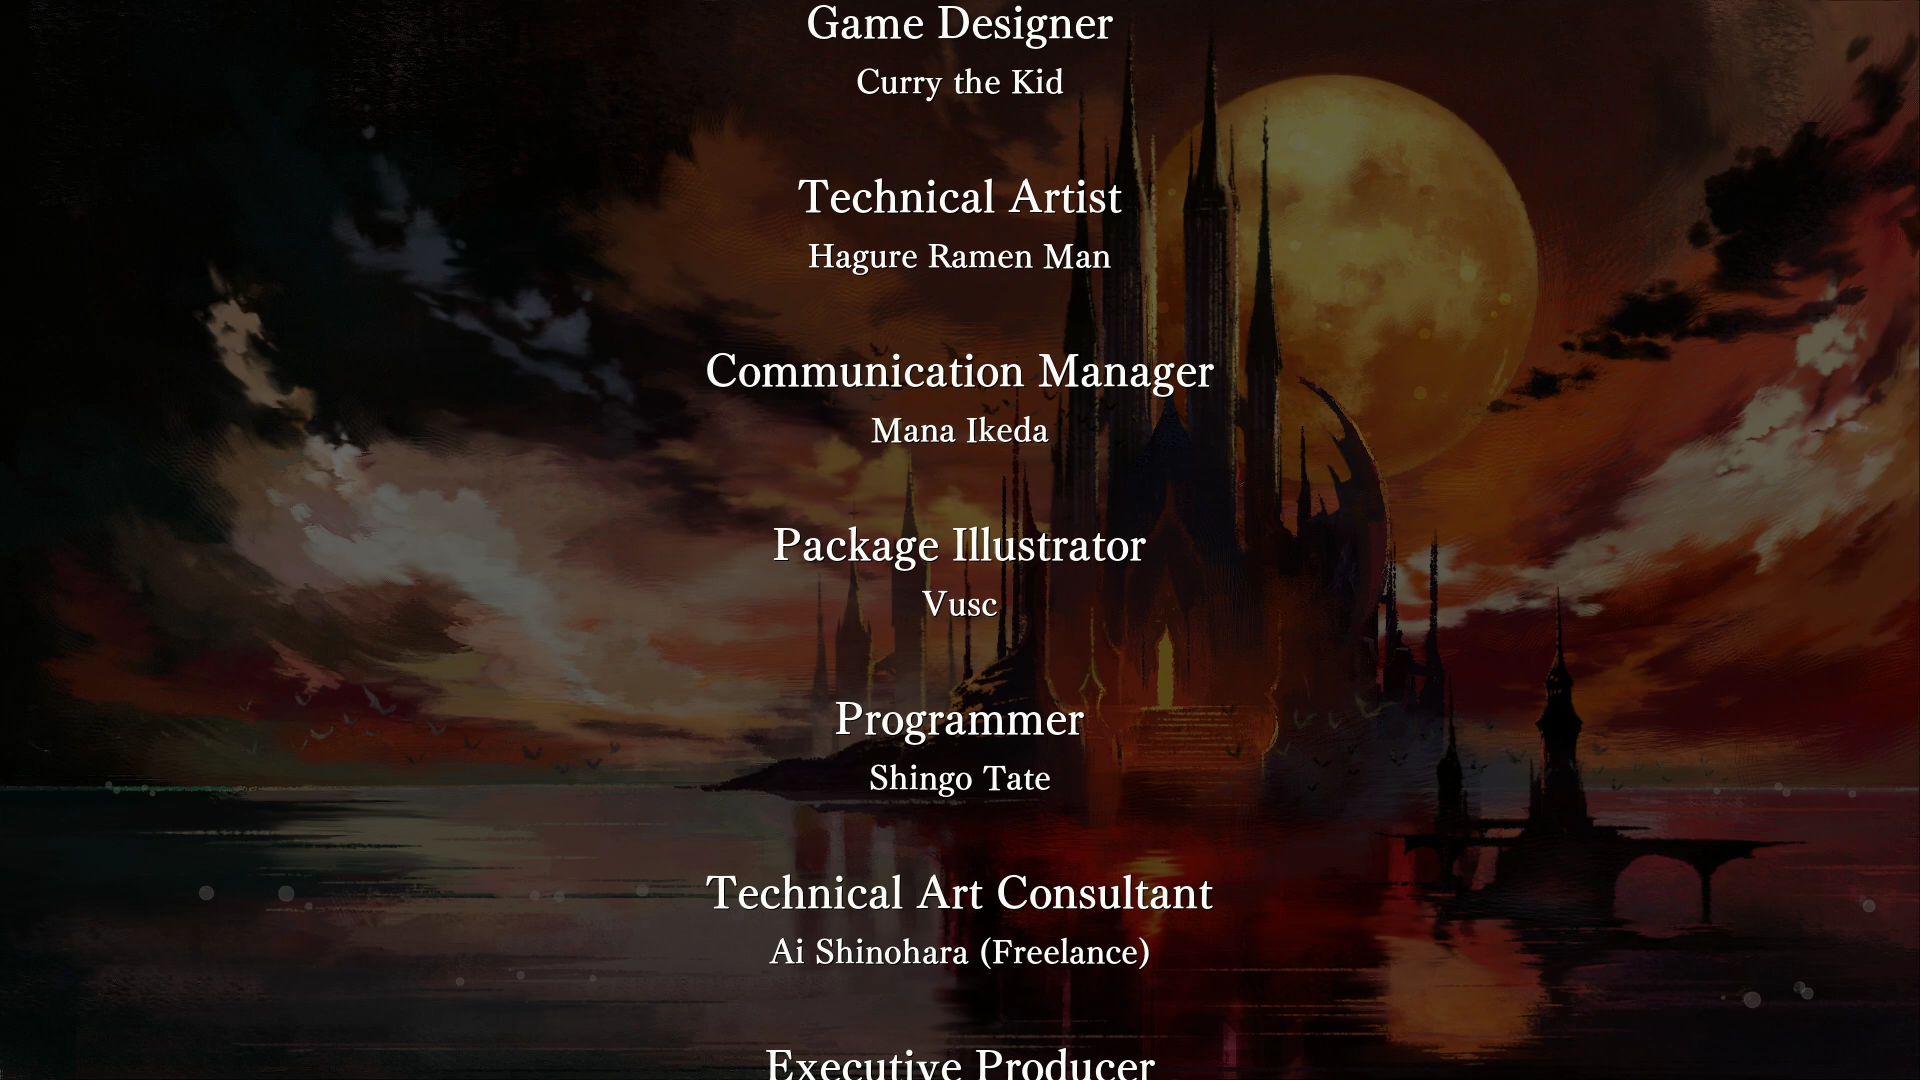 Game Designer
Curry the Kid
Technical Artist
Hagure Ramen Man
Communication Manager
Mana Ikeda
Package Illustrator
Vusc
Programmer
Shingo Tate
Technical Art Consultant
Ai Shinohara (Freelance)
Executive Producer